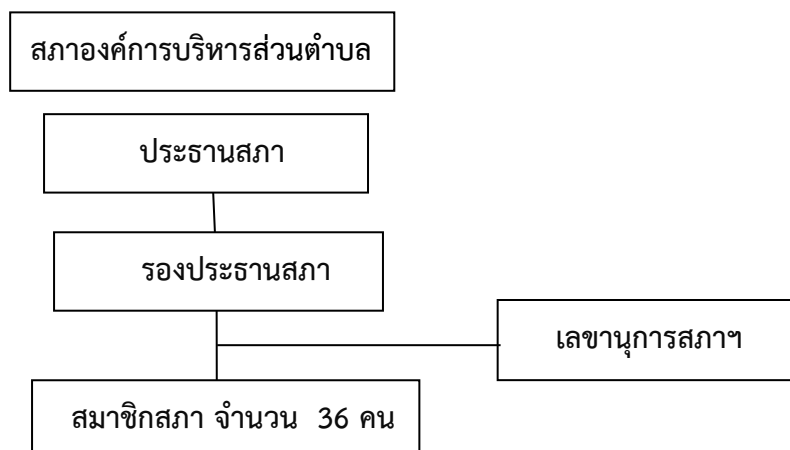 สภาองค์การบริหารส่วนตำบล
ประธานสภา
รองประธานสภา
เลขานุการสภาฯ
สมาชิกสภา จำนวน 36 คน